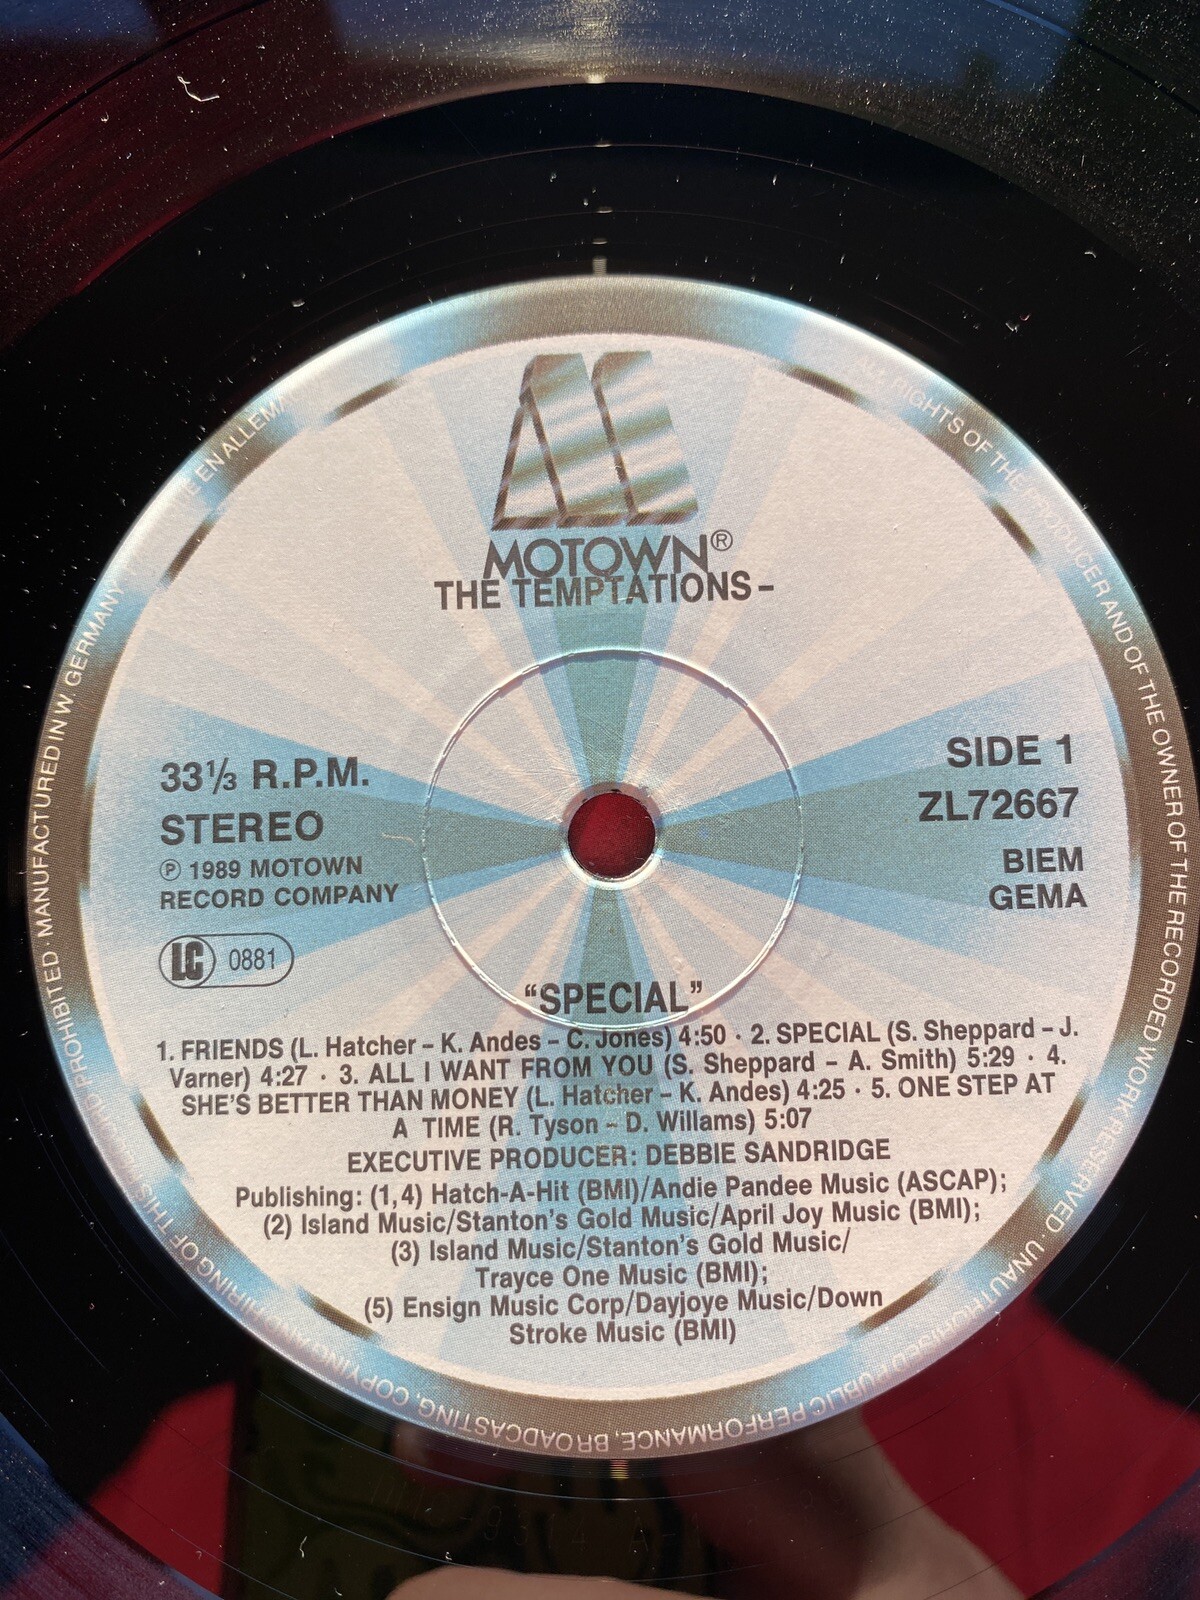 MOTOWN®
THE TEMPTATIONS -
33⅓ R.P.M.
STEREO
℗ 1989 MOTOWN
RECORD COMPANY
LC 0881
SIDE 1
ZL72667
BIEM
GEMA
“SPECIAL”
1. FRIENDS (L. Hatcher – K. Andes – C. Jones) 4:50 · 2. SPECIAL (S. Sheppard – J.
Varner) 4:27 · 3. ALL I WANT FROM YOU (S. Sheppard – A. Smith) 5:29 · 4.
SHE'S BETTER THAN MONEY (L. Hatcher – K. Andes) 4:25 · 5. ONE STEP AT
A TIME (R. Tyson – D. Willams) 5:07
EXECUTIVE PRODUCER: DEBBIE SANDRIDGE
Publishing: (1,4) Hatch-A-Hit (BMI)/Andie Pandee Music (ASCAP);
(2) Island Music/Stanton's Gold Music/April Joy Music (BMI);
(3) Island Music/Stanton's Gold Music/
Trayce One Music (BMI);
(5) Ensign Music Corp/Dayjoye Music/Down
Stroke Music (BMI)
ALL RIGHTS OF THE PRODUCER AND OF THE OWNER OF THE RECORDED WORK RESERVED · UNAUTHORISED PUBLIC PERFORMANCE, BROADCASTING, COPYING AND HIRING OF THIS RECORD PROHIBITED · MANUFACTURED IN W. GERMANY EN ALLEMA